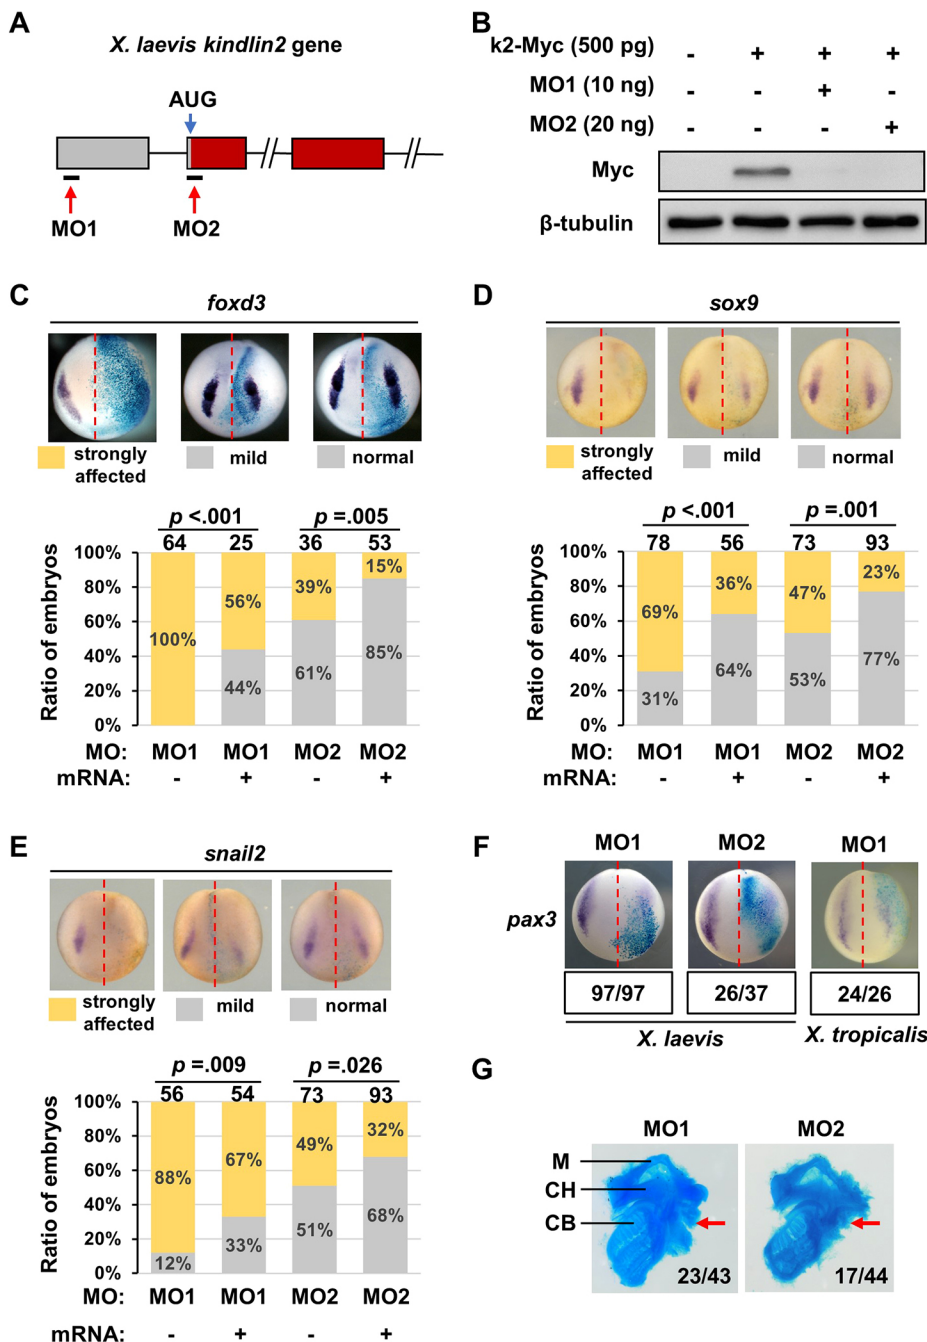 A
X. laevis kindlin2 gene
AUG
MO1 MO2
B
k2-Myc (500 pg) - + + +
MO1 (10 ng) - - + -
MO2 (20 ng) - - - +
Myc
β-tubulin
C
foxd3
strongly affected mild normal
p <.001 p =.005
64 25 36 53
Ratio of embryos
100%
80%
60%
40%
20%
0%
100% 56% 44% 39% 61% 15% 85%
MO: MO1 MO1 MO2 MO2
mRNA: - + - +
D
sox9
strongly affected mild normal
p <.001 p =.001
78 56 73 93
Ratio of embryos
100%
80%
60%
40%
20%
0%
69% 31% 36% 64% 47% 53% 23% 77%
MO: MO1 MO1 MO2 MO2
mRNA: - + - +
E
snail2
strongly affected mild normal
p =.009 p =.026
56 54 73 93
Ratio of embryos
100%
80%
60%
40%
20%
0%
88% 12% 67% 33% 49% 51% 32% 68%
MO: MO1 MO1 MO2 MO2
mRNA: - + - +
F
MO1 MO2 MO1
pax3
97/97 26/37 24/26
X. laevis X. tropicalis
G
MO1 MO2
M
CH
CB
23/43 17/44